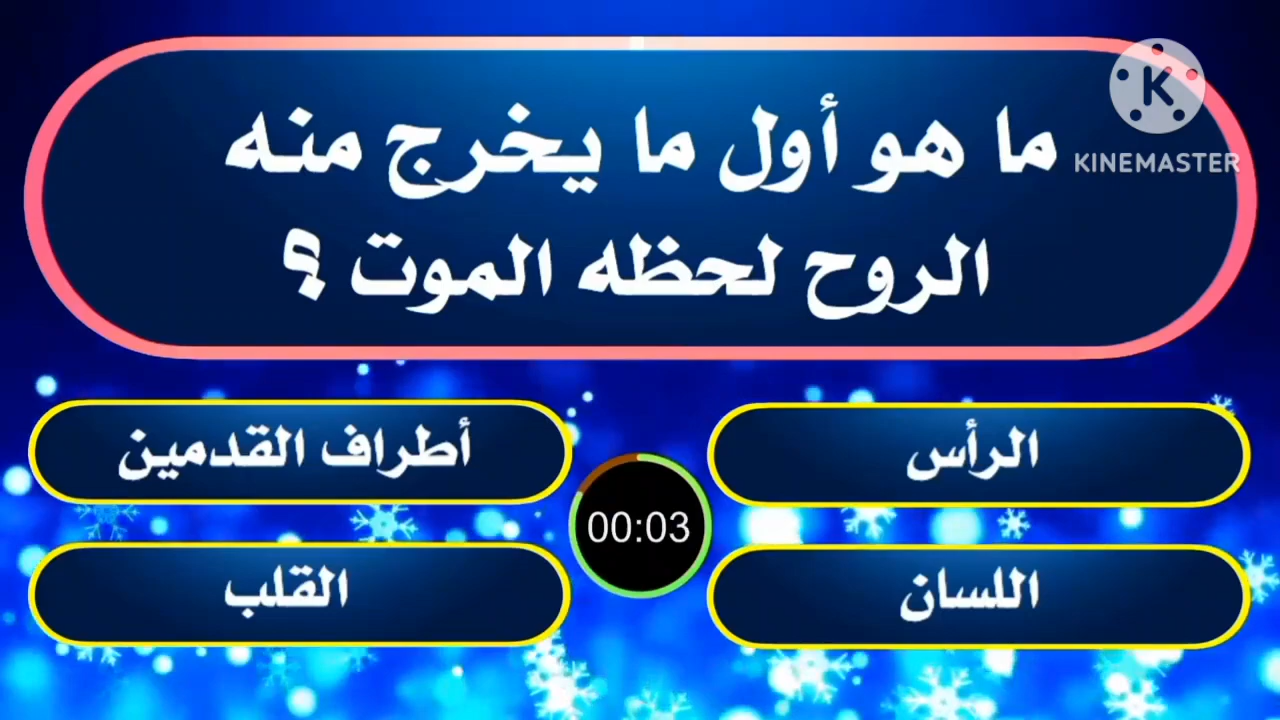 ما هو أول ما يخرج منه
الروح لحظه الموت ؟
KINEMASTER
الرأس
أطراف القدمين
00:03
اللسان
القلب